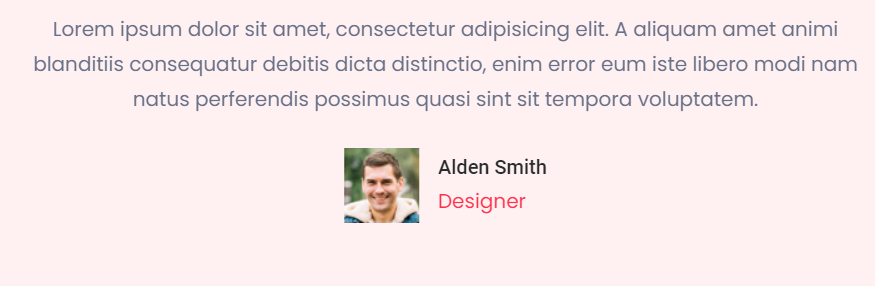 Lorem ipsum dolor sit amet, consectetur adipisicing elit. A aliquam amet animi
blanditiis consequatur debitis dicta distinctio, enim error eum iste libero modi nam
natus perferendis possimus quasi sint sit tempora voluptatem.
Alden Smith
Designer